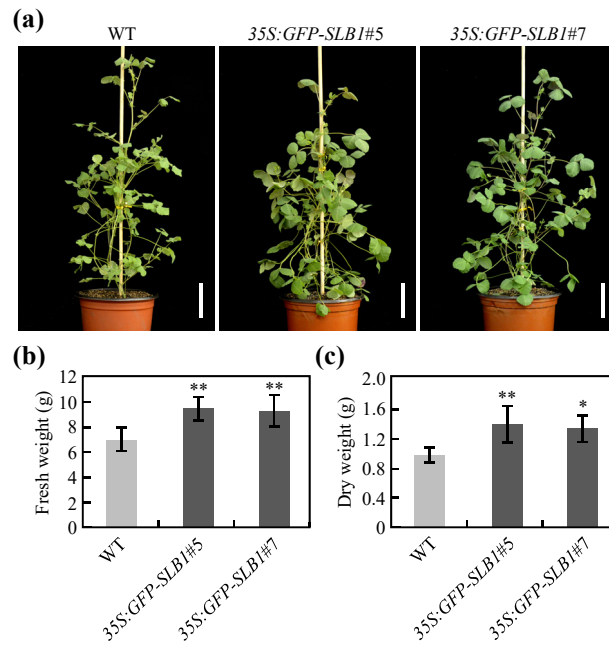 (a)
WT 35S:GFP-SLB1#5 35S:GFP-SLB1#7
(b)
Fresh weight (g)
12
10
8
6
4
2
0
**
**
WT
35S:GFP-SLB1#5
35S:GFP-SLB1#7
(c)
Dry weight (g)
2.0
1.6
1.2
0.8
0.4
0
**
*
WT
35S:GFP-SLB1#5
35S:GFP-SLB1#7